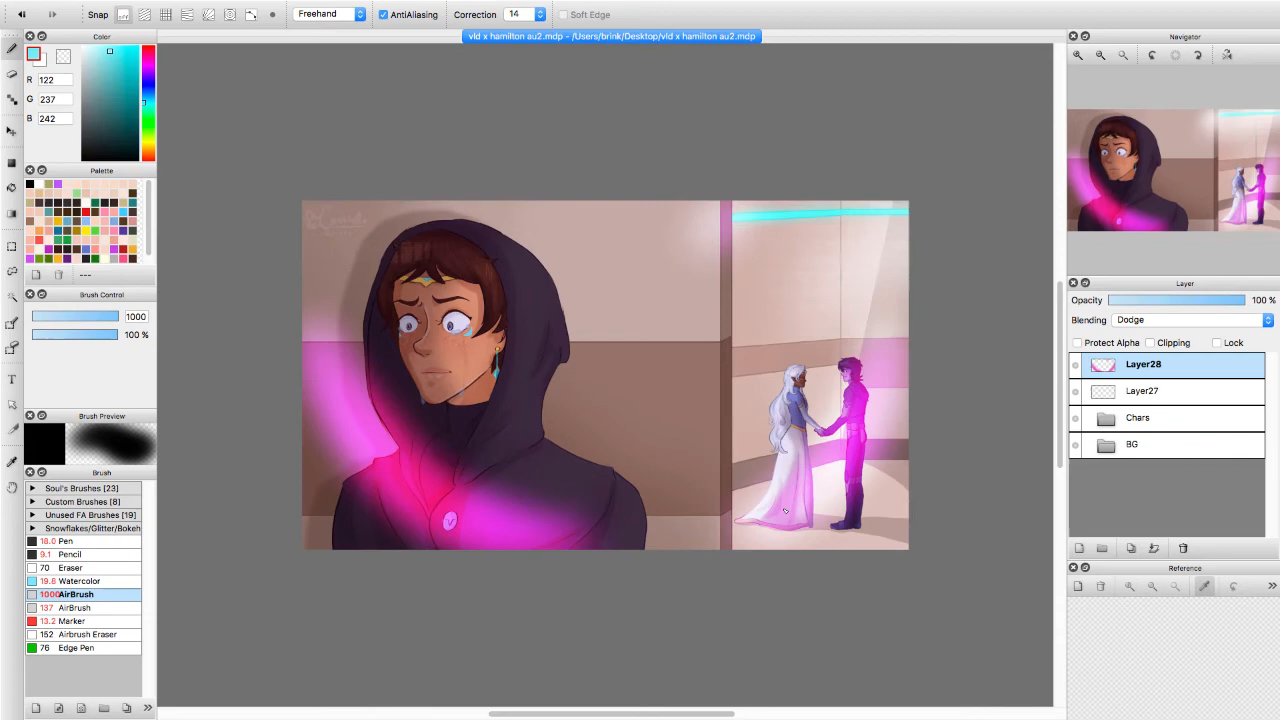 Snap off Freehand AntiAliasing Correction 14 Soft Edge
vld x hamilton au2.mdp - /Users/brink/Desktop/vld x hamilton au2.mdp
Color
R 122
G 237
B 242
Palette
---
Brush Control
1000
100 %
Brush Preview
Brush
Soul's Brushes [23]
Custom Brushes [8]
Unused FA Brushes [19]
Snowflakes/Glitter/Bokeh
18.0 Pen
9.1 Pencil
70 Eraser
19.8 Watercolor
1000 AirBrush
137 AirBrush
13.2 Marker
152 Airbrush Eraser
76 Edge Pen
Navigator
Layer
Opacity 100 %
Blending Dodge
Protect Alpha Clipping Lock
Layer28
Layer27
Chars
BG
Reference